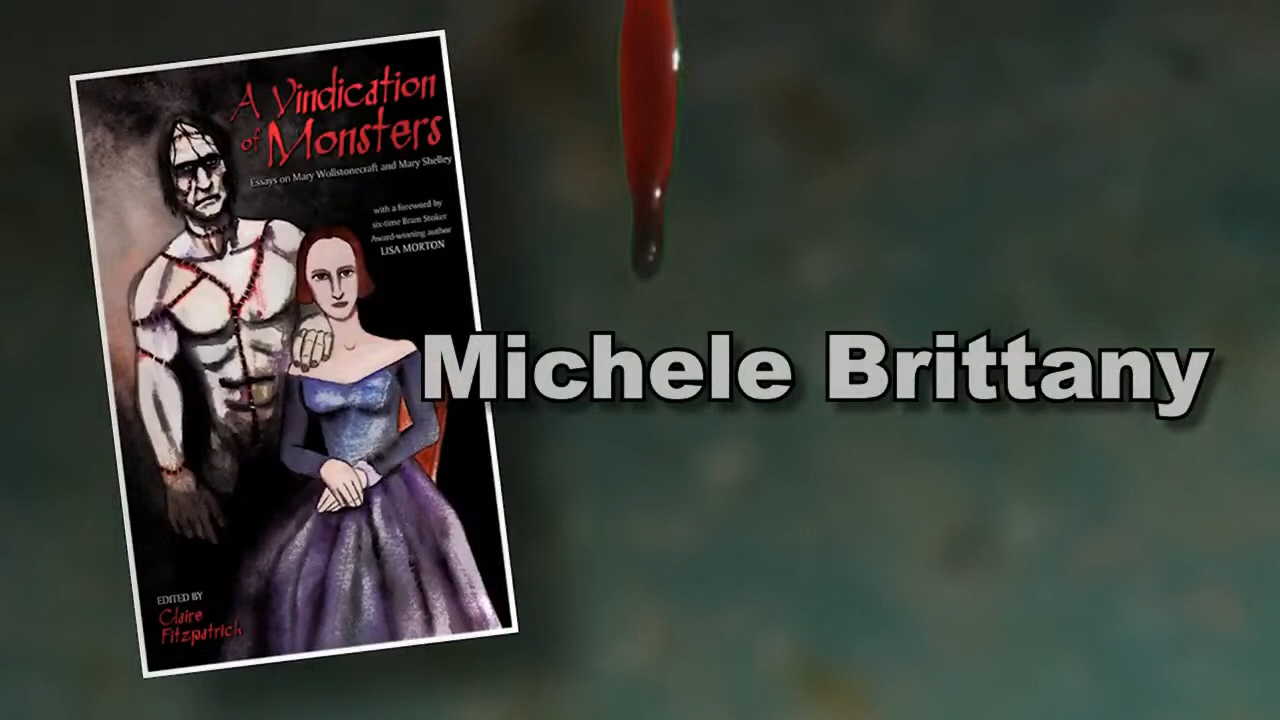 A Vindication
of Monsters
Essays on Mary Wollstonecraft and Mary Shelley
with a foreword by
six-time Bram Stoker
Award-winning author
LISA MORTON
Michele Brittany
EDITED BY
Claire
Fitzpatrick